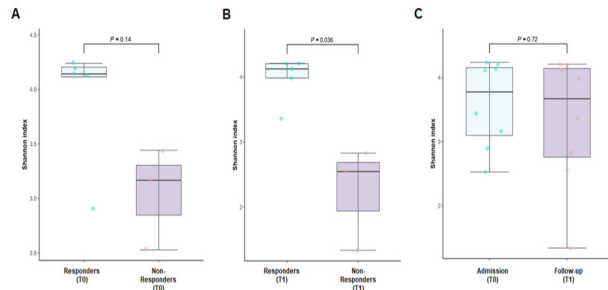 A
P = 0.14
4.5
4.0
3.5
3.0
2.5
Shannon index
Responders
(T0)
Non-
Responders
(T0)
B
P = 0.036
4
3
2
Shannon index
Responders
(T1)
Non-
Responders
(T1)
C
P = 0.72
4
3
2
Shannon index
Admission
(T0)
Follow-up
(T1)